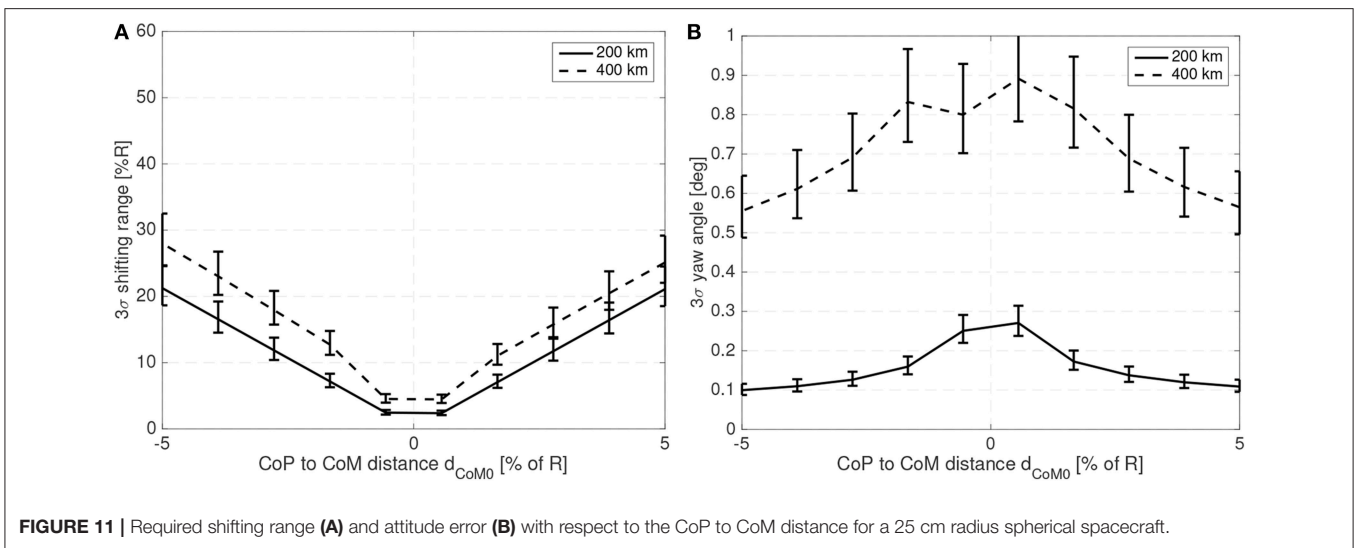 A
60
50
40
30
20
10
0
3σ shifting range [%R]
-5 0 5
CoP to CoM distance d_CoM0 [% of R]
200 km
400 km
B
1
0.9
0.8
0.7
0.6
0.5
0.4
0.3
0.2
0.1
0
3σ yaw angle [deg]
-5 0 5
CoP to CoM distance d_CoM0 [% of R]
200 km
400 km
FIGURE 11 | Required shifting range (A) and attitude error (B) with respect to the CoP to CoM distance for a 25 cm radius spherical spacecraft.